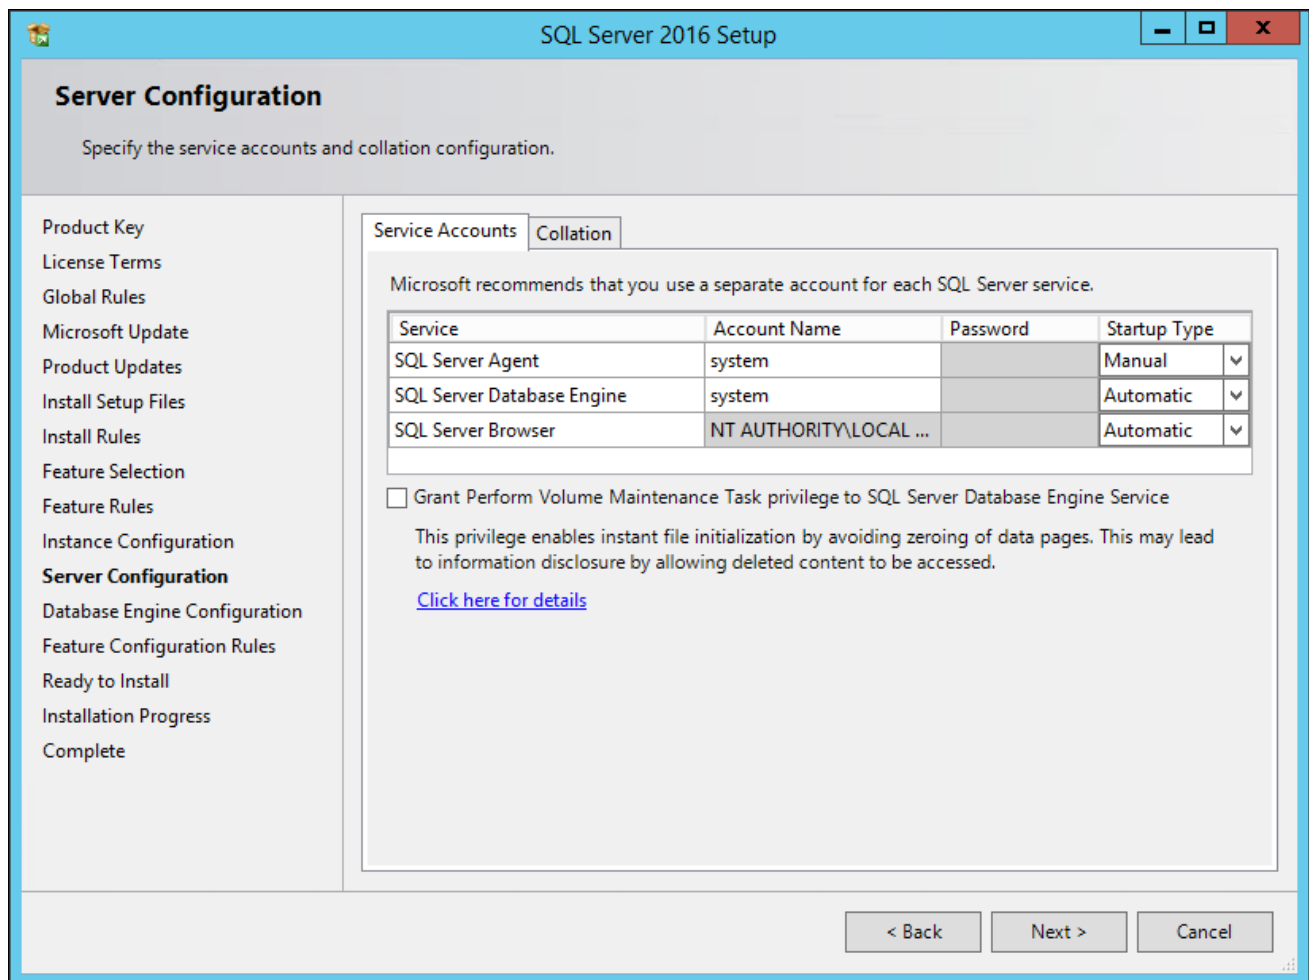 SQL Server 2016 Setup
Server Configuration
Specify the service accounts and collation configuration.
Product Key
License Terms
Global Rules
Microsoft Update
Product Updates
Install Setup Files
Install Rules
Feature Selection
Feature Rules
Instance Configuration
Server Configuration
Database Engine Configuration
Feature Configuration Rules
Ready to Install
Installation Progress
Complete
Service Accounts Collation
Microsoft recommends that you use a separate account for each SQL Server service.
Service Account Name Password Startup Type
SQL Server Agent system Manual
SQL Server Database Engine system Automatic
SQL Server Browser NT AUTHORITY\LOCAL ... Automatic
Grant Perform Volume Maintenance Task privilege to SQL Server Database Engine Service
This privilege enables instant file initialization by avoiding zeroing of data pages. This may lead
to information disclosure by allowing deleted content to be accessed.
Click here for details
< Back Next > Cancel